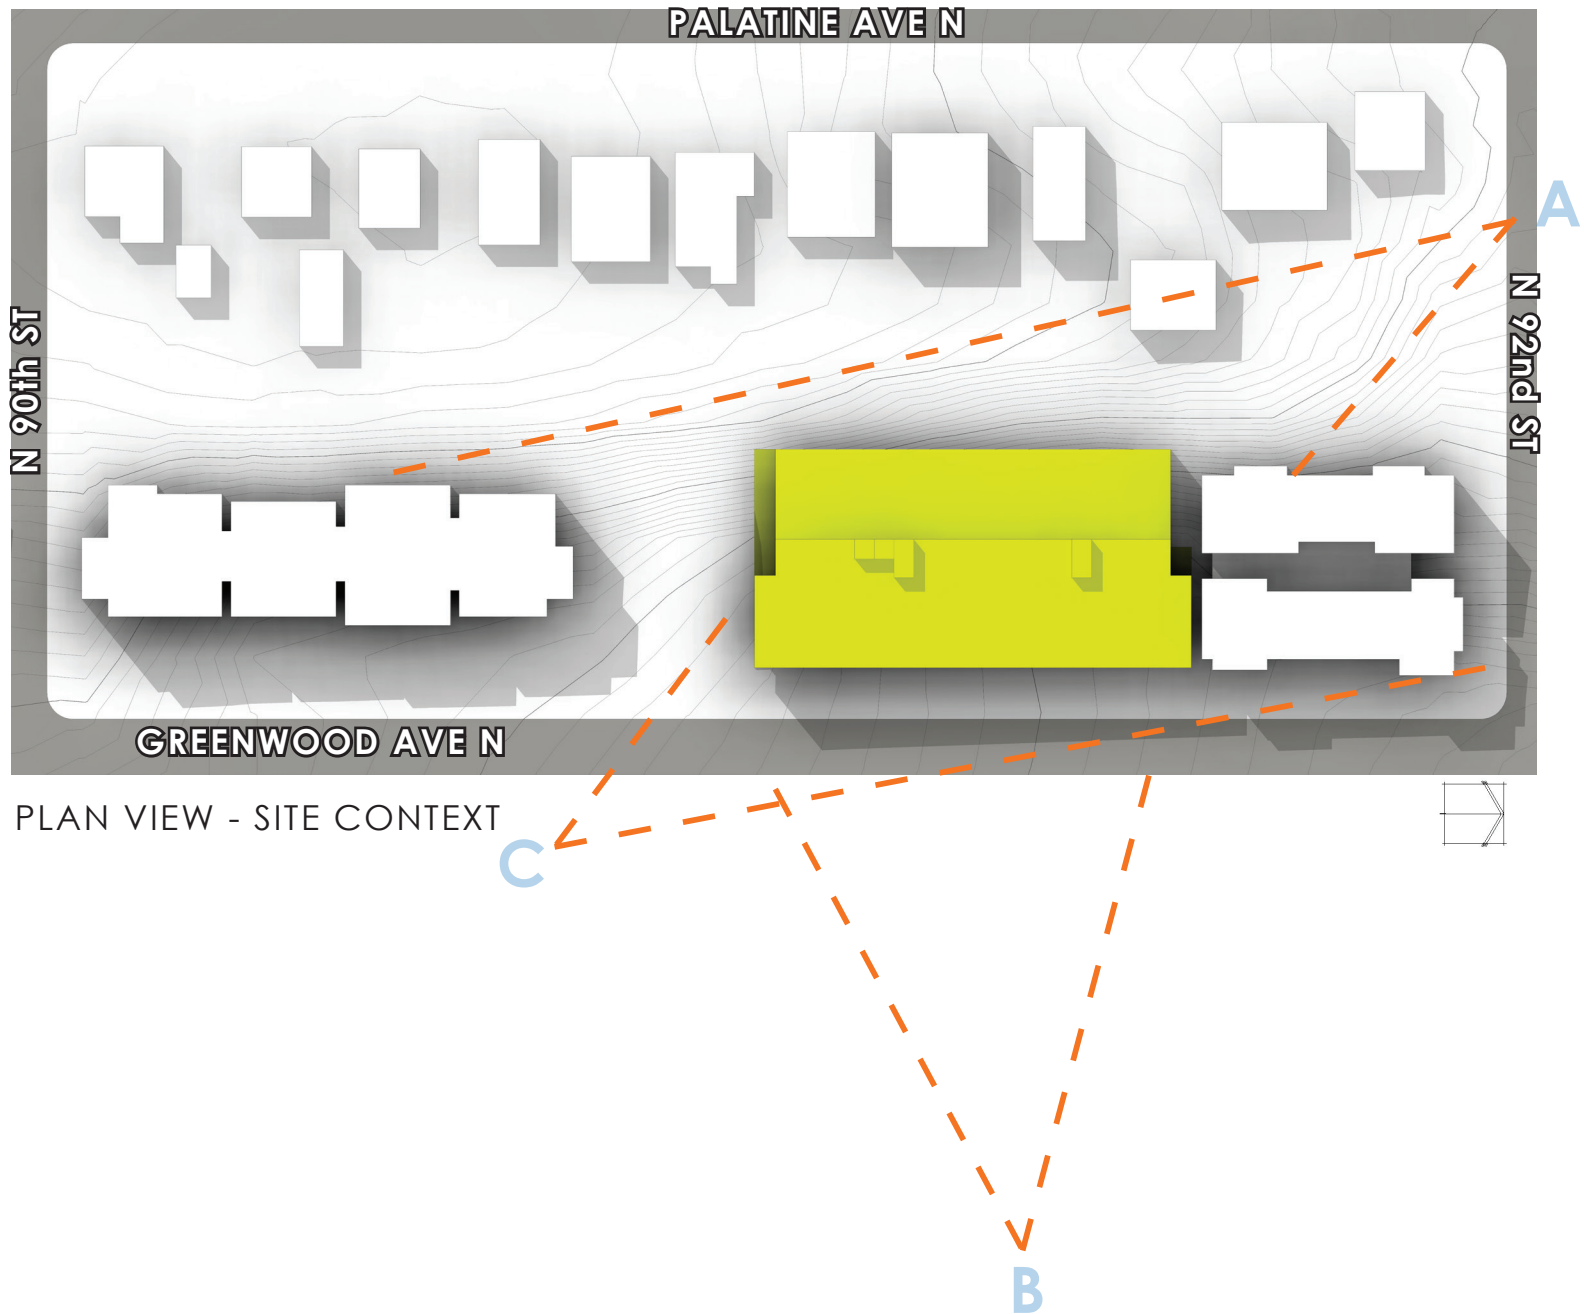 PALATINE AVE N
A
N 90th ST
N 92nd ST
GREENWOOD AVE N
PLAN VIEW - SITE CONTEXT
C
B